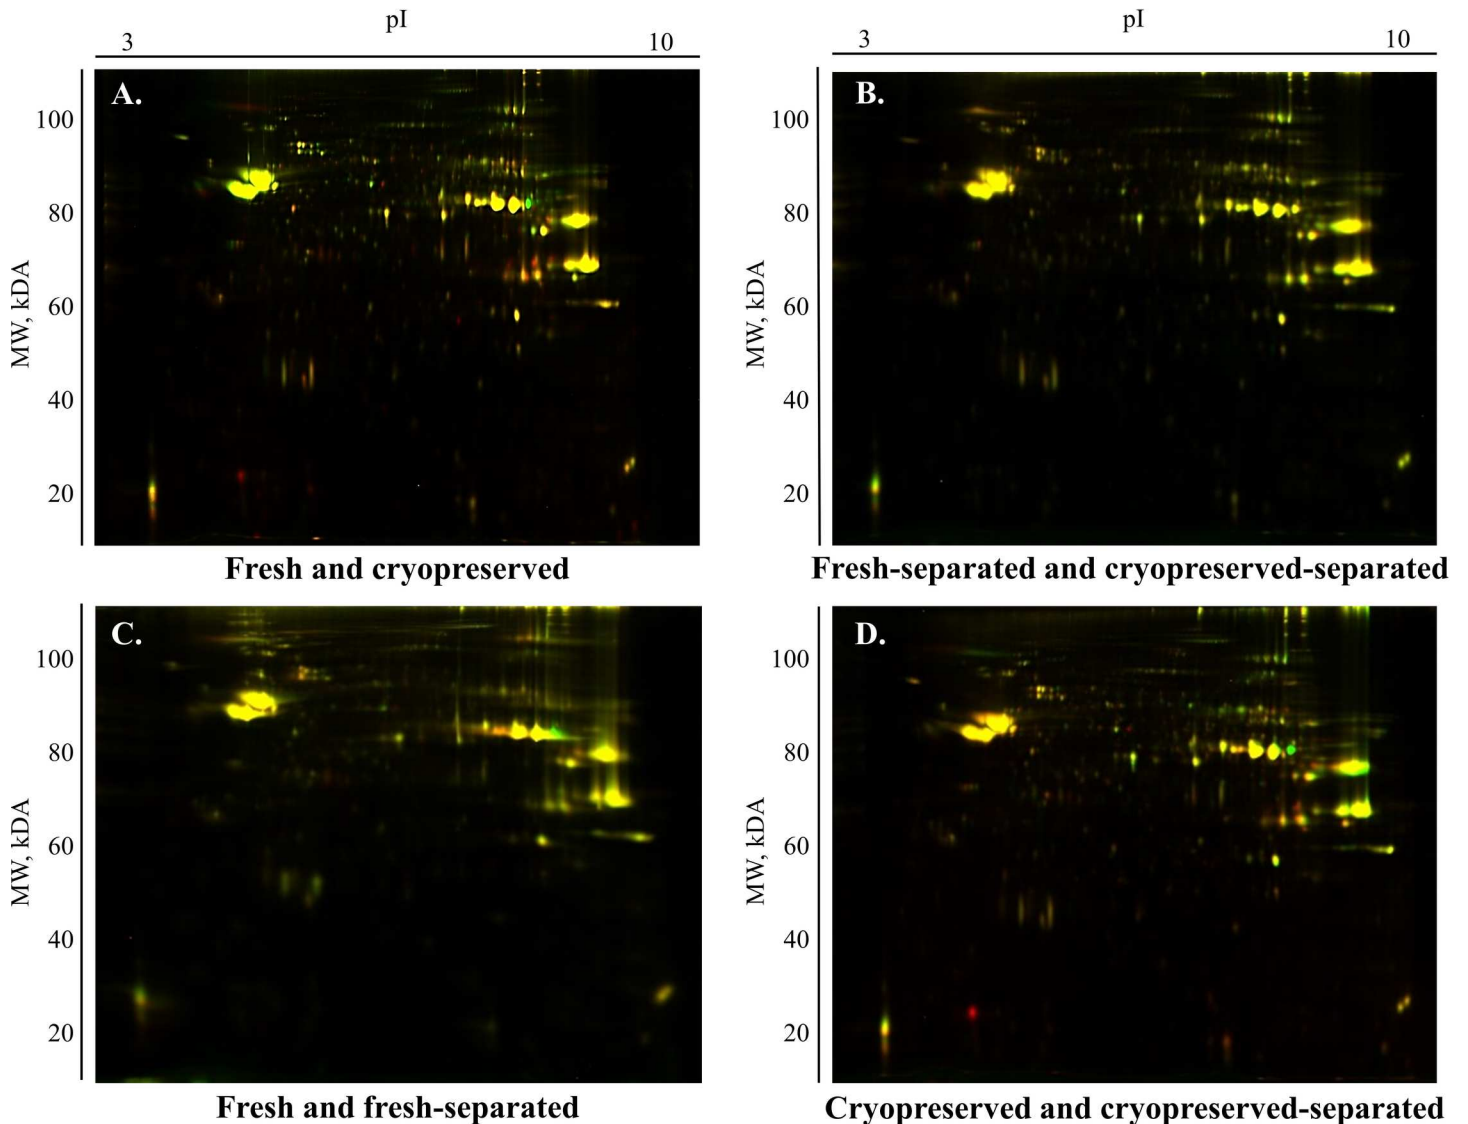 pI
3 10
pI
3 10
A.
100
80
60
40
20
MW, kDA
Fresh and cryopreserved
B.
100
80
60
40
20
MW, kDA
Fresh-separated and cryopreserved-separated
C.
100
80
60
40
20
MW, kDA
Fresh and fresh-separated
D.
100
80
60
40
20
MW, kDA
Cryopreserved and cryopreserved-separated